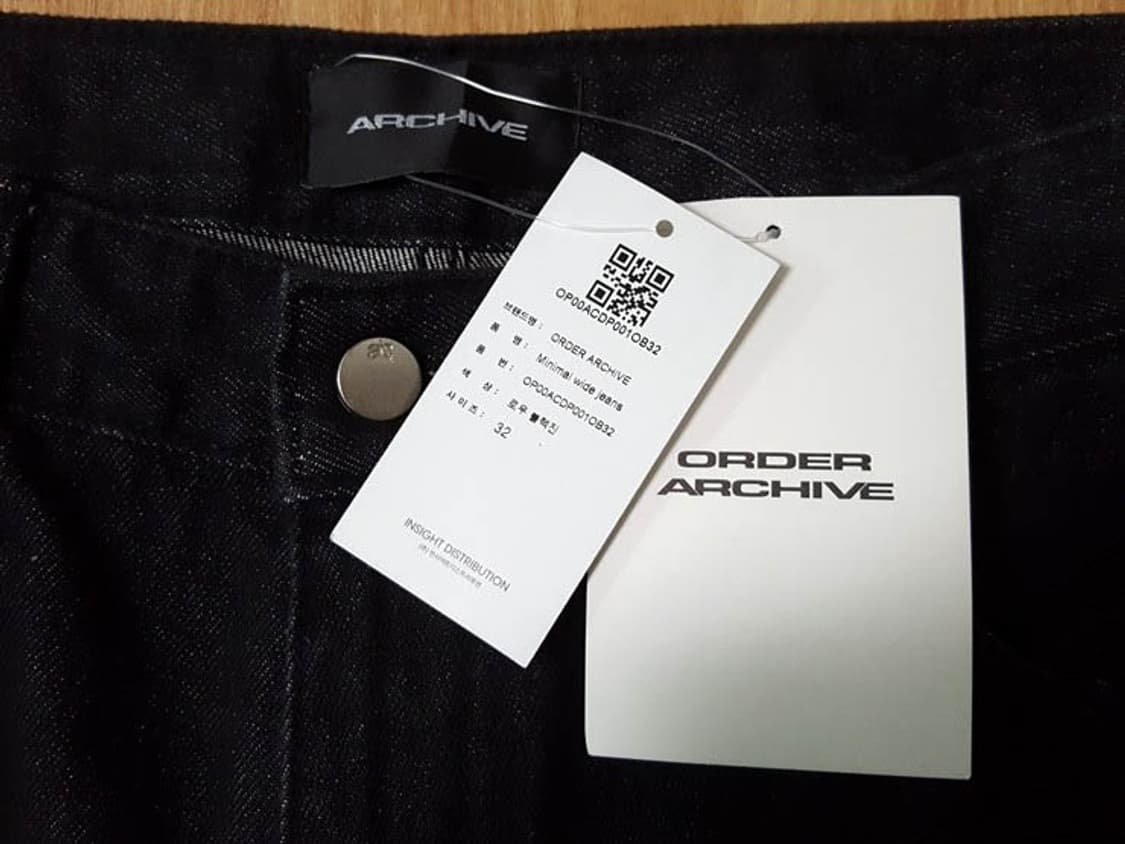 ARCHIVE
OP00ACDP001OB32
브랜드명 : ORDER ARCHIVE
품 명 : Minimal wide jeans
품 번 : OP00ACDP001OB32
색 상 : 로우 블랙진
사이즈 : 32
INSIGHT DISTRIBUTION
ORDER
ARCHIVE